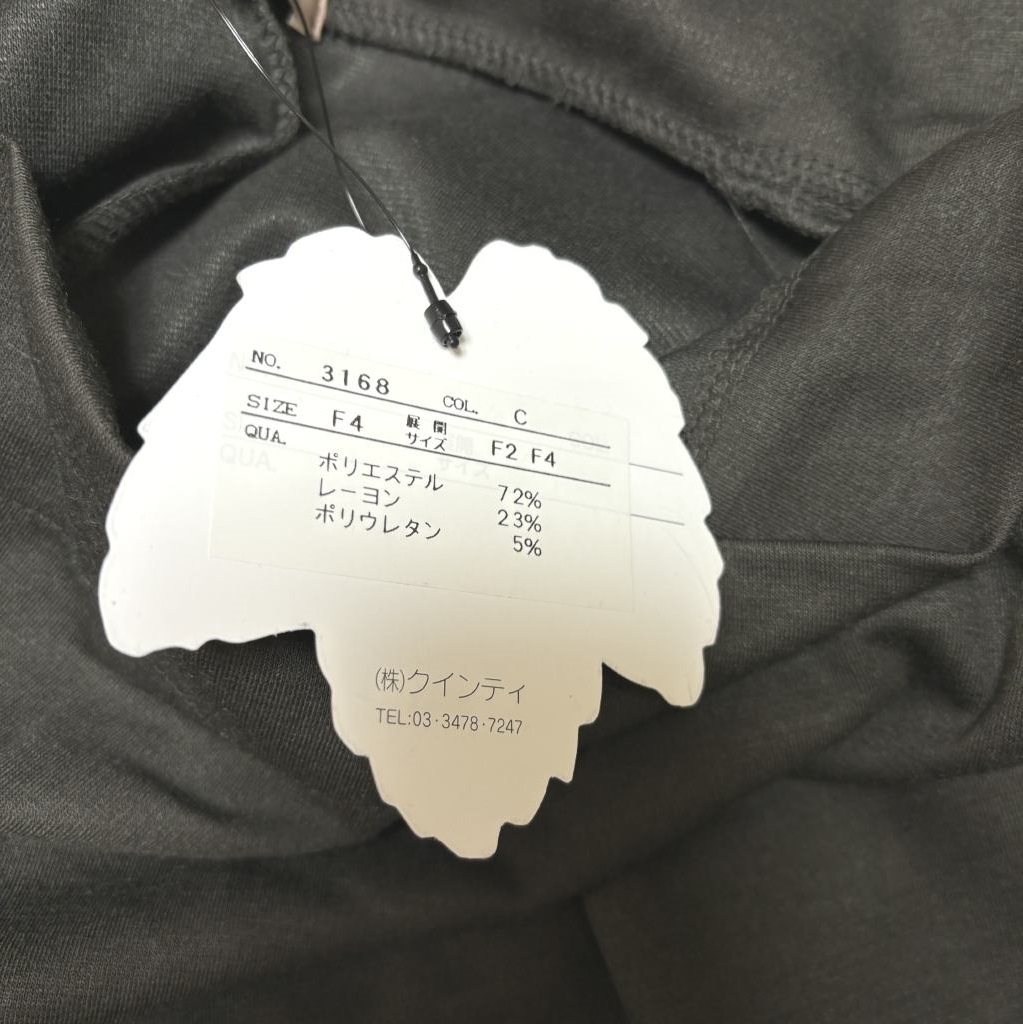 NO. 3168 COL. C
SIZE F4 展開サイズ F2 F4
QUA.
ポリエステル 72%
レーヨン 23%
ポリウレタン 5%
(株)クインティ
TEL:03·3478·7247